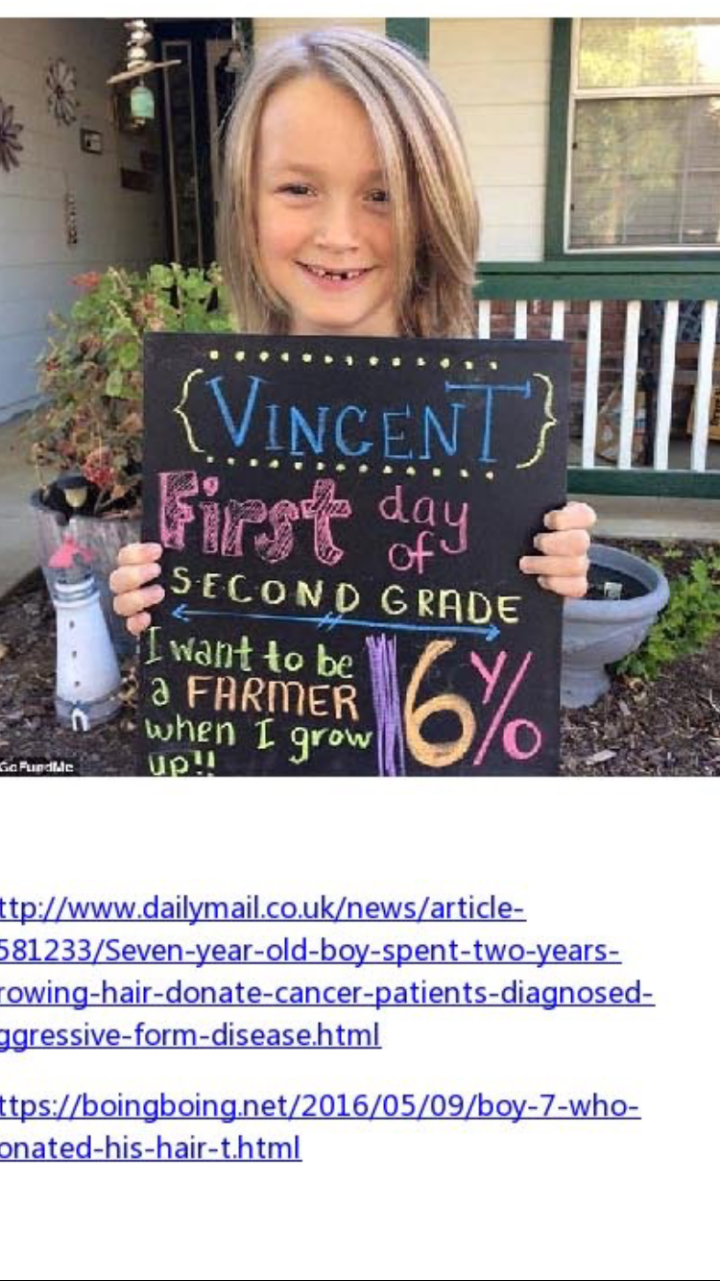 {VINCENT}
First day
of
SECOND GRADE
I want to be
a FARMER
when I grow
up!!
6 y/o
GoFundMe
ttp://www.dailymail.co.uk/news/article-
581233/Seven-year-old-boy-spent-two-years-
rowing-hair-donate-cancer-patients-diagnosed-
ggressive-form-disease.html
ttps://boingboing.net/2016/05/09/boy-7-who-
onated-his-hair-t.html